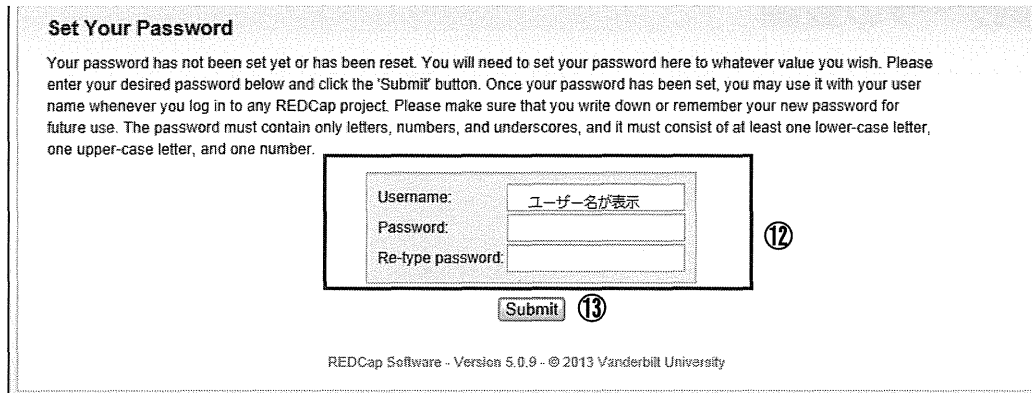 Set Your Password
Your password has not been set yet or has been reset. You will need to set your password here to whatever value you wish. Please
enter your desired password below and click the 'Submit' button. Once your password has been set, you may use it with your user
name whenever you log in to any REDCap project. Please make sure that you write down or remember your new password for
future use. The password must contain only letters, numbers, and underscores, and it must consist of at least one lower-case letter,
one upper-case letter, and one number.
Username: ユーザー名が表示
Password:
⑫
Re-type password:
Submit ⑬
REDCap Software - Version 5.0.9 - © 2013 Vanderbilt University